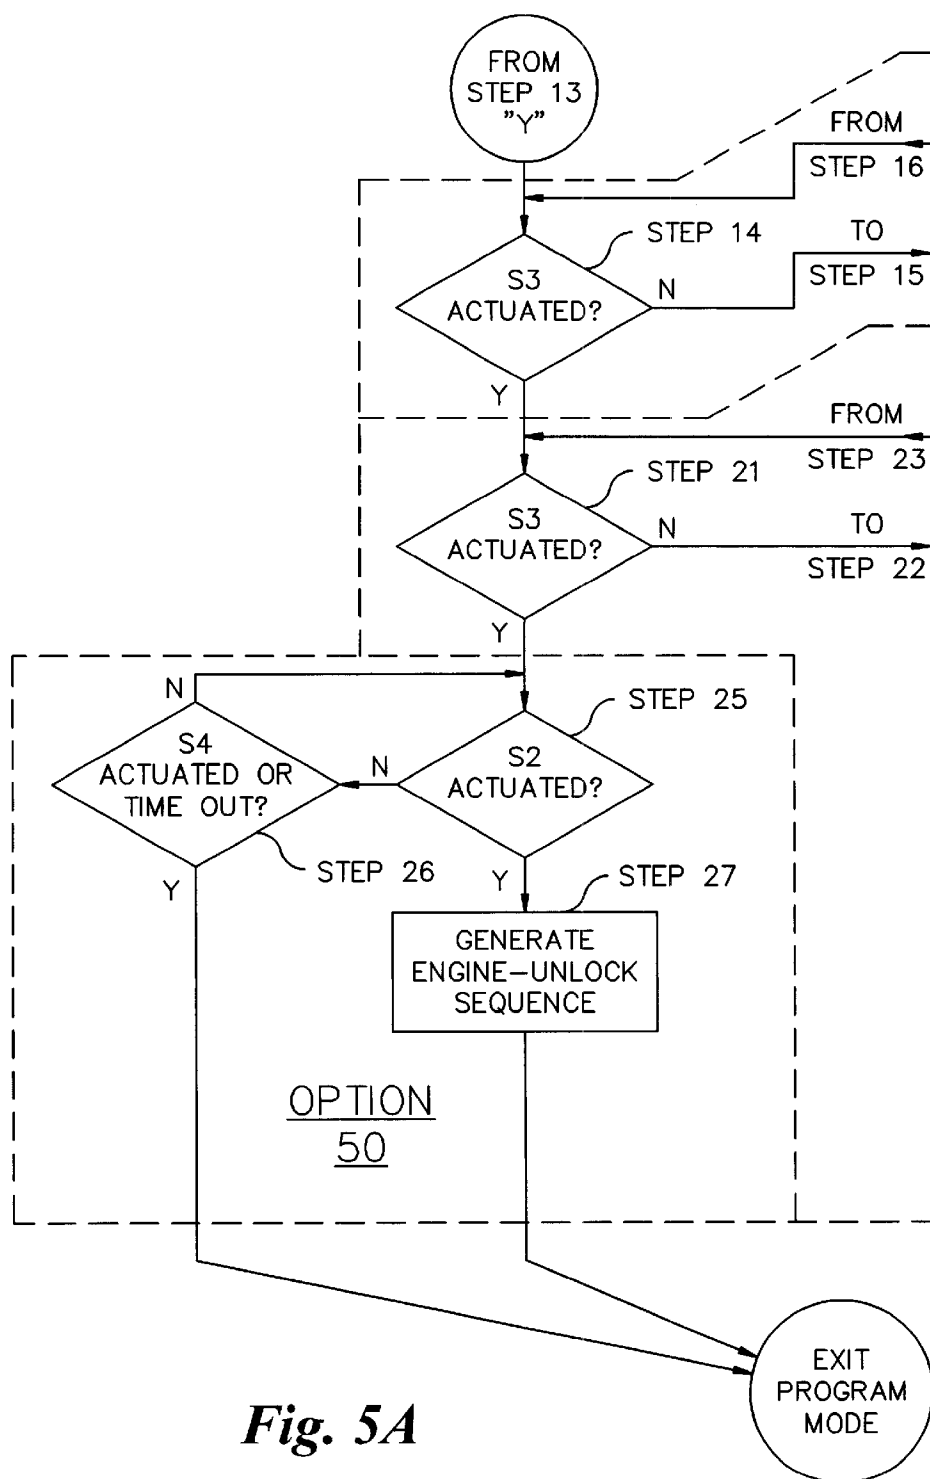 FROM
STEP 13
"Y"
FROM
STEP 16
STEP 14
TO
STEP 15
S3
ACTUATED?
N
Y
FROM
STEP 23
STEP 21
TO
STEP 22
S3
ACTUATED?
N
Y
N
STEP 25
S4
ACTUATED OR
TIME OUT?
N
S2
ACTUATED?
STEP 26
Y
Y
STEP 27
GENERATE
ENGINE-UNLOCK
SEQUENCE
OPTION
50
EXIT
PROGRAM
MODE
Fig. 5A